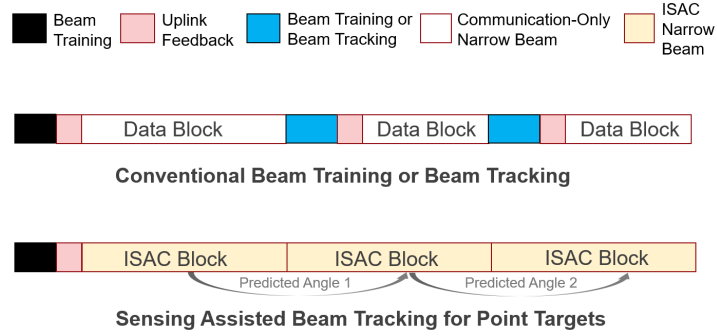 Beam
Training
Uplink
Feedback
Beam Training or
Beam Tracking
Communication-Only
Narrow Beam
ISAC
Narrow
Beam
Data Block
Data Block
Data Block
Conventional Beam Training or Beam Tracking
ISAC Block
ISAC Block
ISAC Block
Predicted Angle 1
Predicted Angle 2
Sensing Assisted Beam Tracking for Point Targets